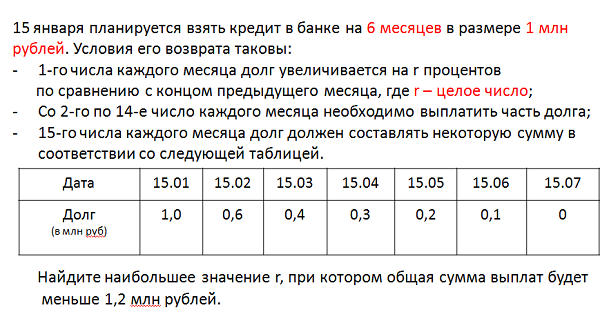 15 января планируется взять кредит в банке на 6 месяцев в размере 1 млн
рублей. Условия его возврата таковы:
- 1-го числа каждого месяца долг увеличивается на r процентов
по сравнению с концом предыдущего месяца, где r – целое число;
- Со 2-го по 14-е число каждого месяца необходимо выплатить часть долга;
- 15-го числа каждого месяца долг должен составлять некоторую сумму в
соответствии со следующей таблицей.
Дата 15.01 15.02 15.03 15.04 15.05 15.06 15.07
Долг 1,0 0,6 0,4 0,3 0,2 0,1 0
(в млн руб)
Найдите наибольшее значение r, при котором общая сумма выплат будет
меньше 1,2 млн рублей.